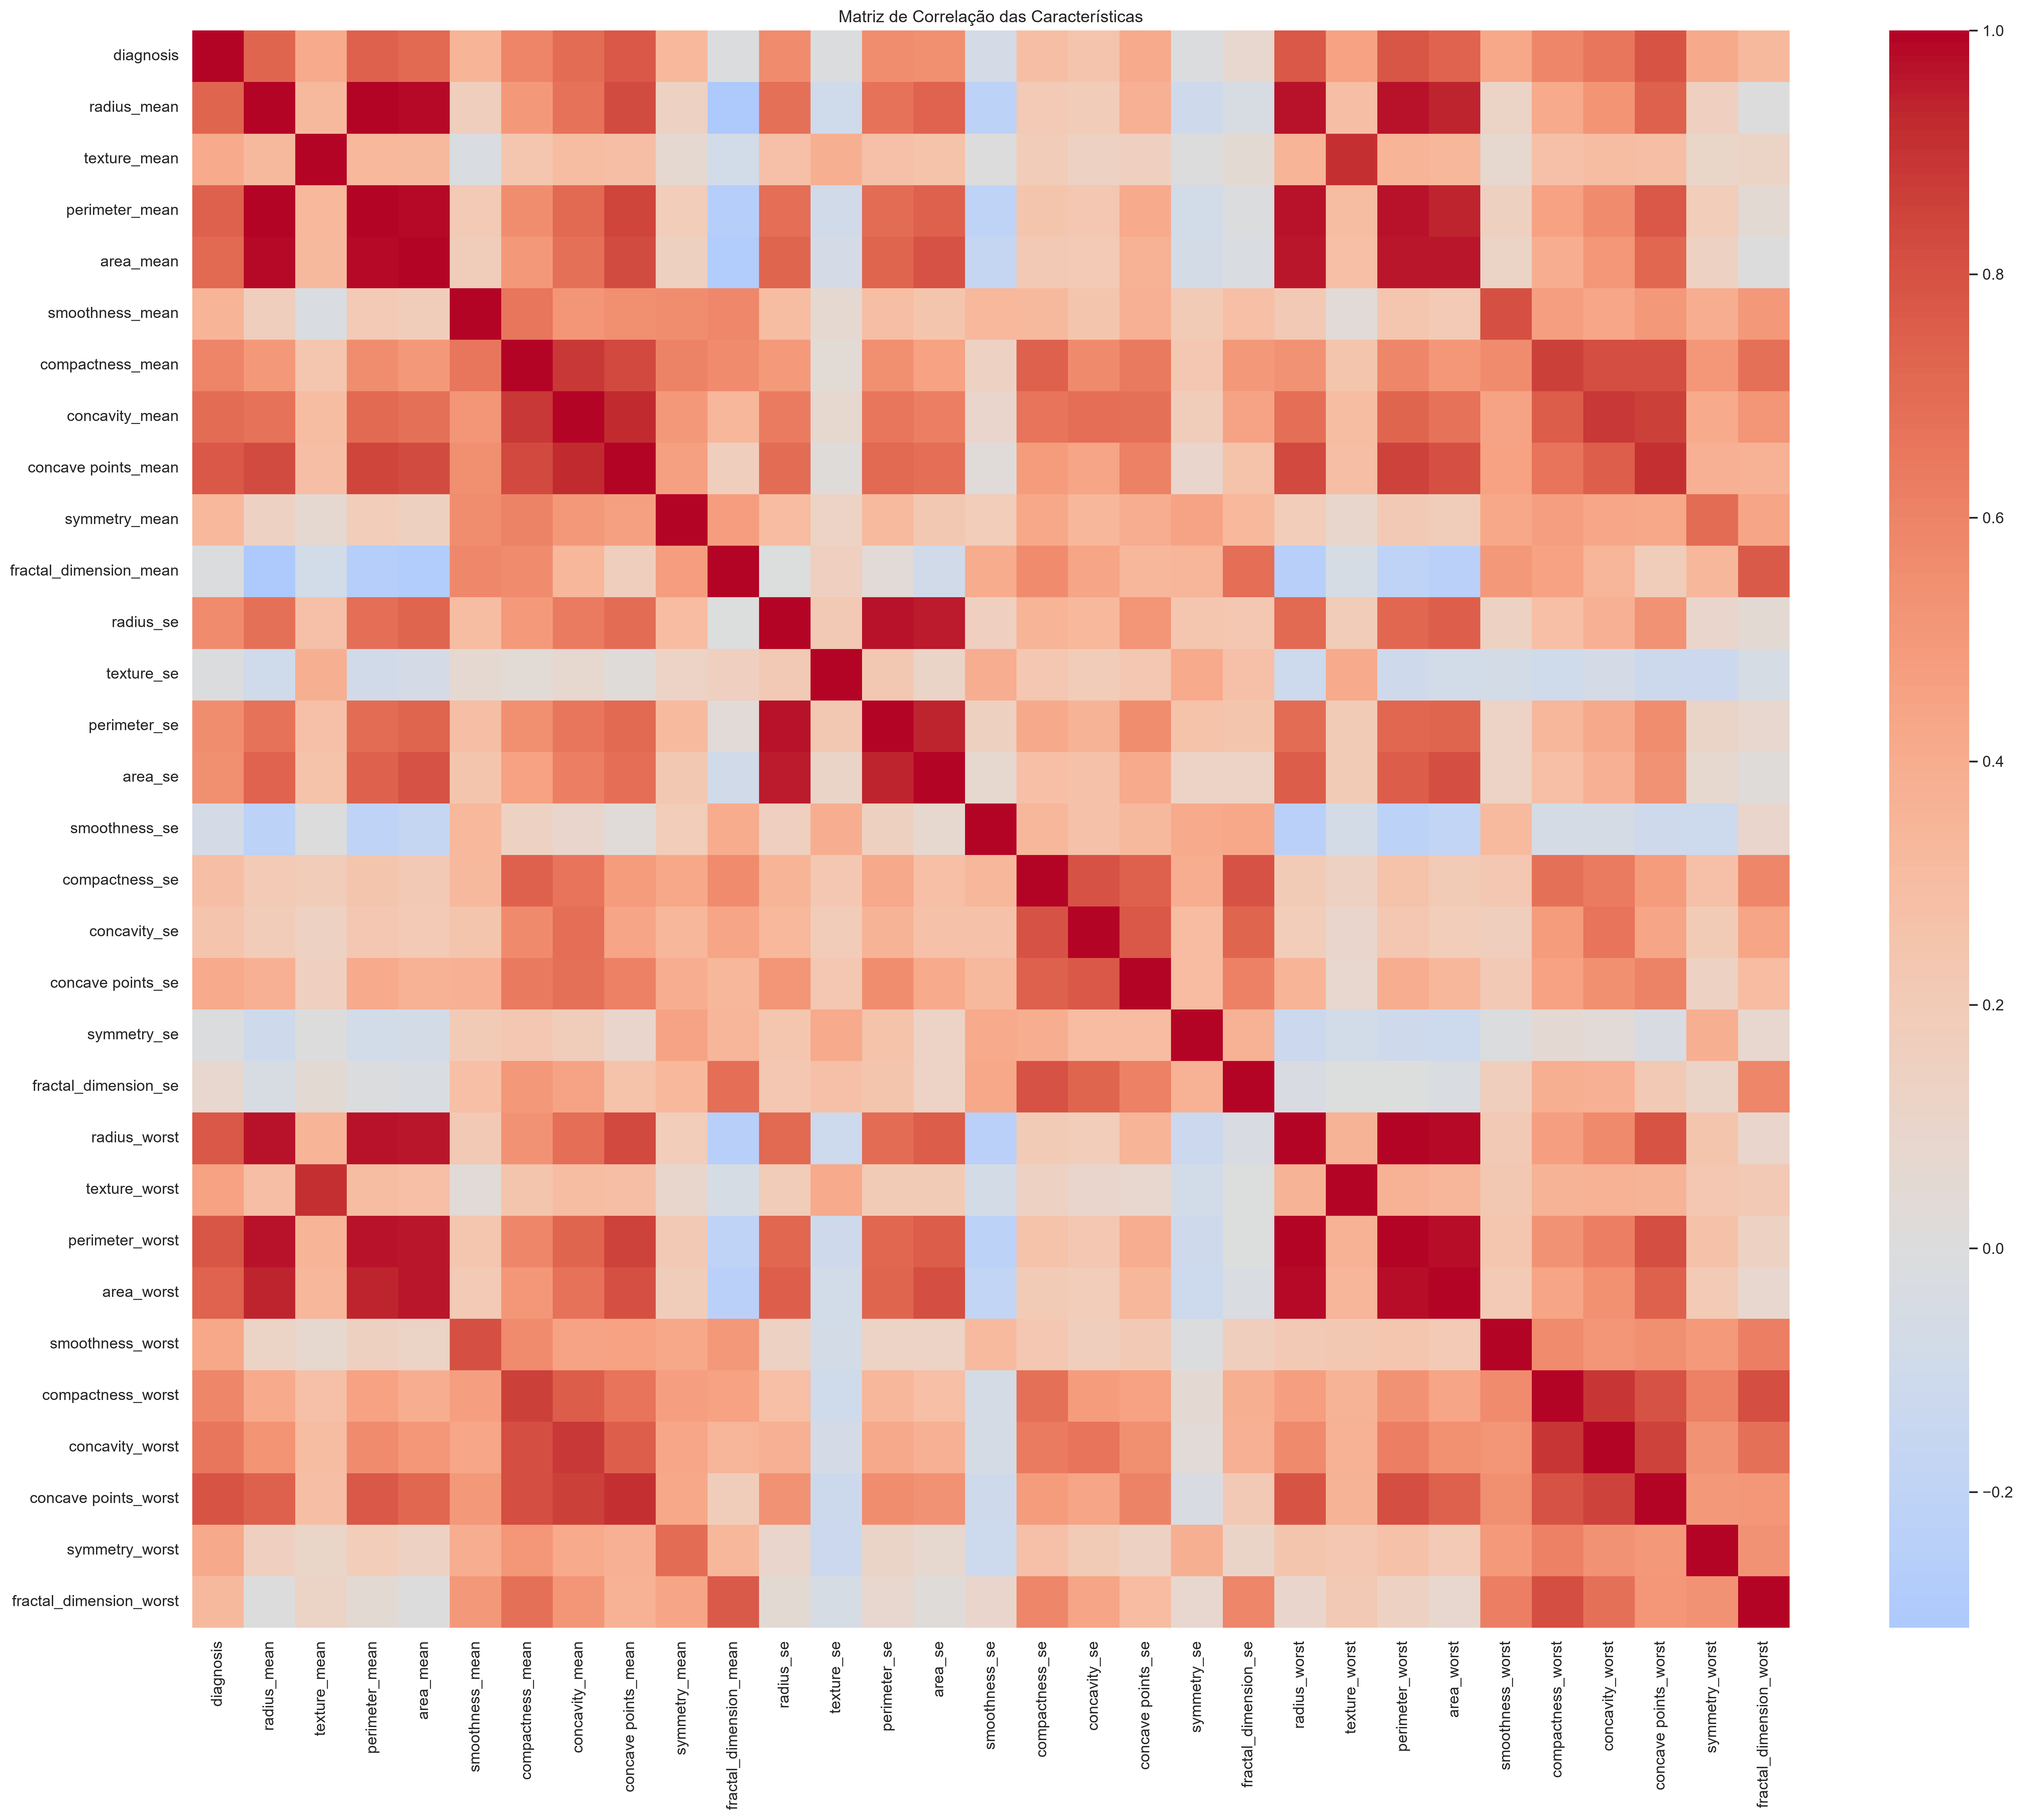 Matriz de Correlação das Características
diagnosis
radius_mean
texture_mean
perimeter_mean
area_mean
smoothness_mean
compactness_mean
concavity_mean
concave points_mean
symmetry_mean
fractal_dimension_mean
radius_se
texture_se
perimeter_se
area_se
smoothness_se
compactness_se
concavity_se
concave points_se
symmetry_se
fractal_dimension_se
radius_worst
texture_worst
perimeter_worst
area_worst
smoothness_worst
compactness_worst
concavity_worst
concave points_worst
symmetry_worst
fractal_dimension_worst
diagnosis
radius_mean
texture_mean
perimeter_mean
area_mean
smoothness_mean
compactness_mean
concavity_mean
concave points_mean
symmetry_mean
fractal_dimension_mean
radius_se
texture_se
perimeter_se
area_se
smoothness_se
compactness_se
concavity_se
concave points_se
symmetry_se
fractal_dimension_se
radius_worst
texture_worst
perimeter_worst
area_worst
smoothness_worst
compactness_worst
concavity_worst
concave points_worst
symmetry_worst
fractal_dimension_worst
1.0
0.8
0.6
0.4
0.2
0.0
−0.2